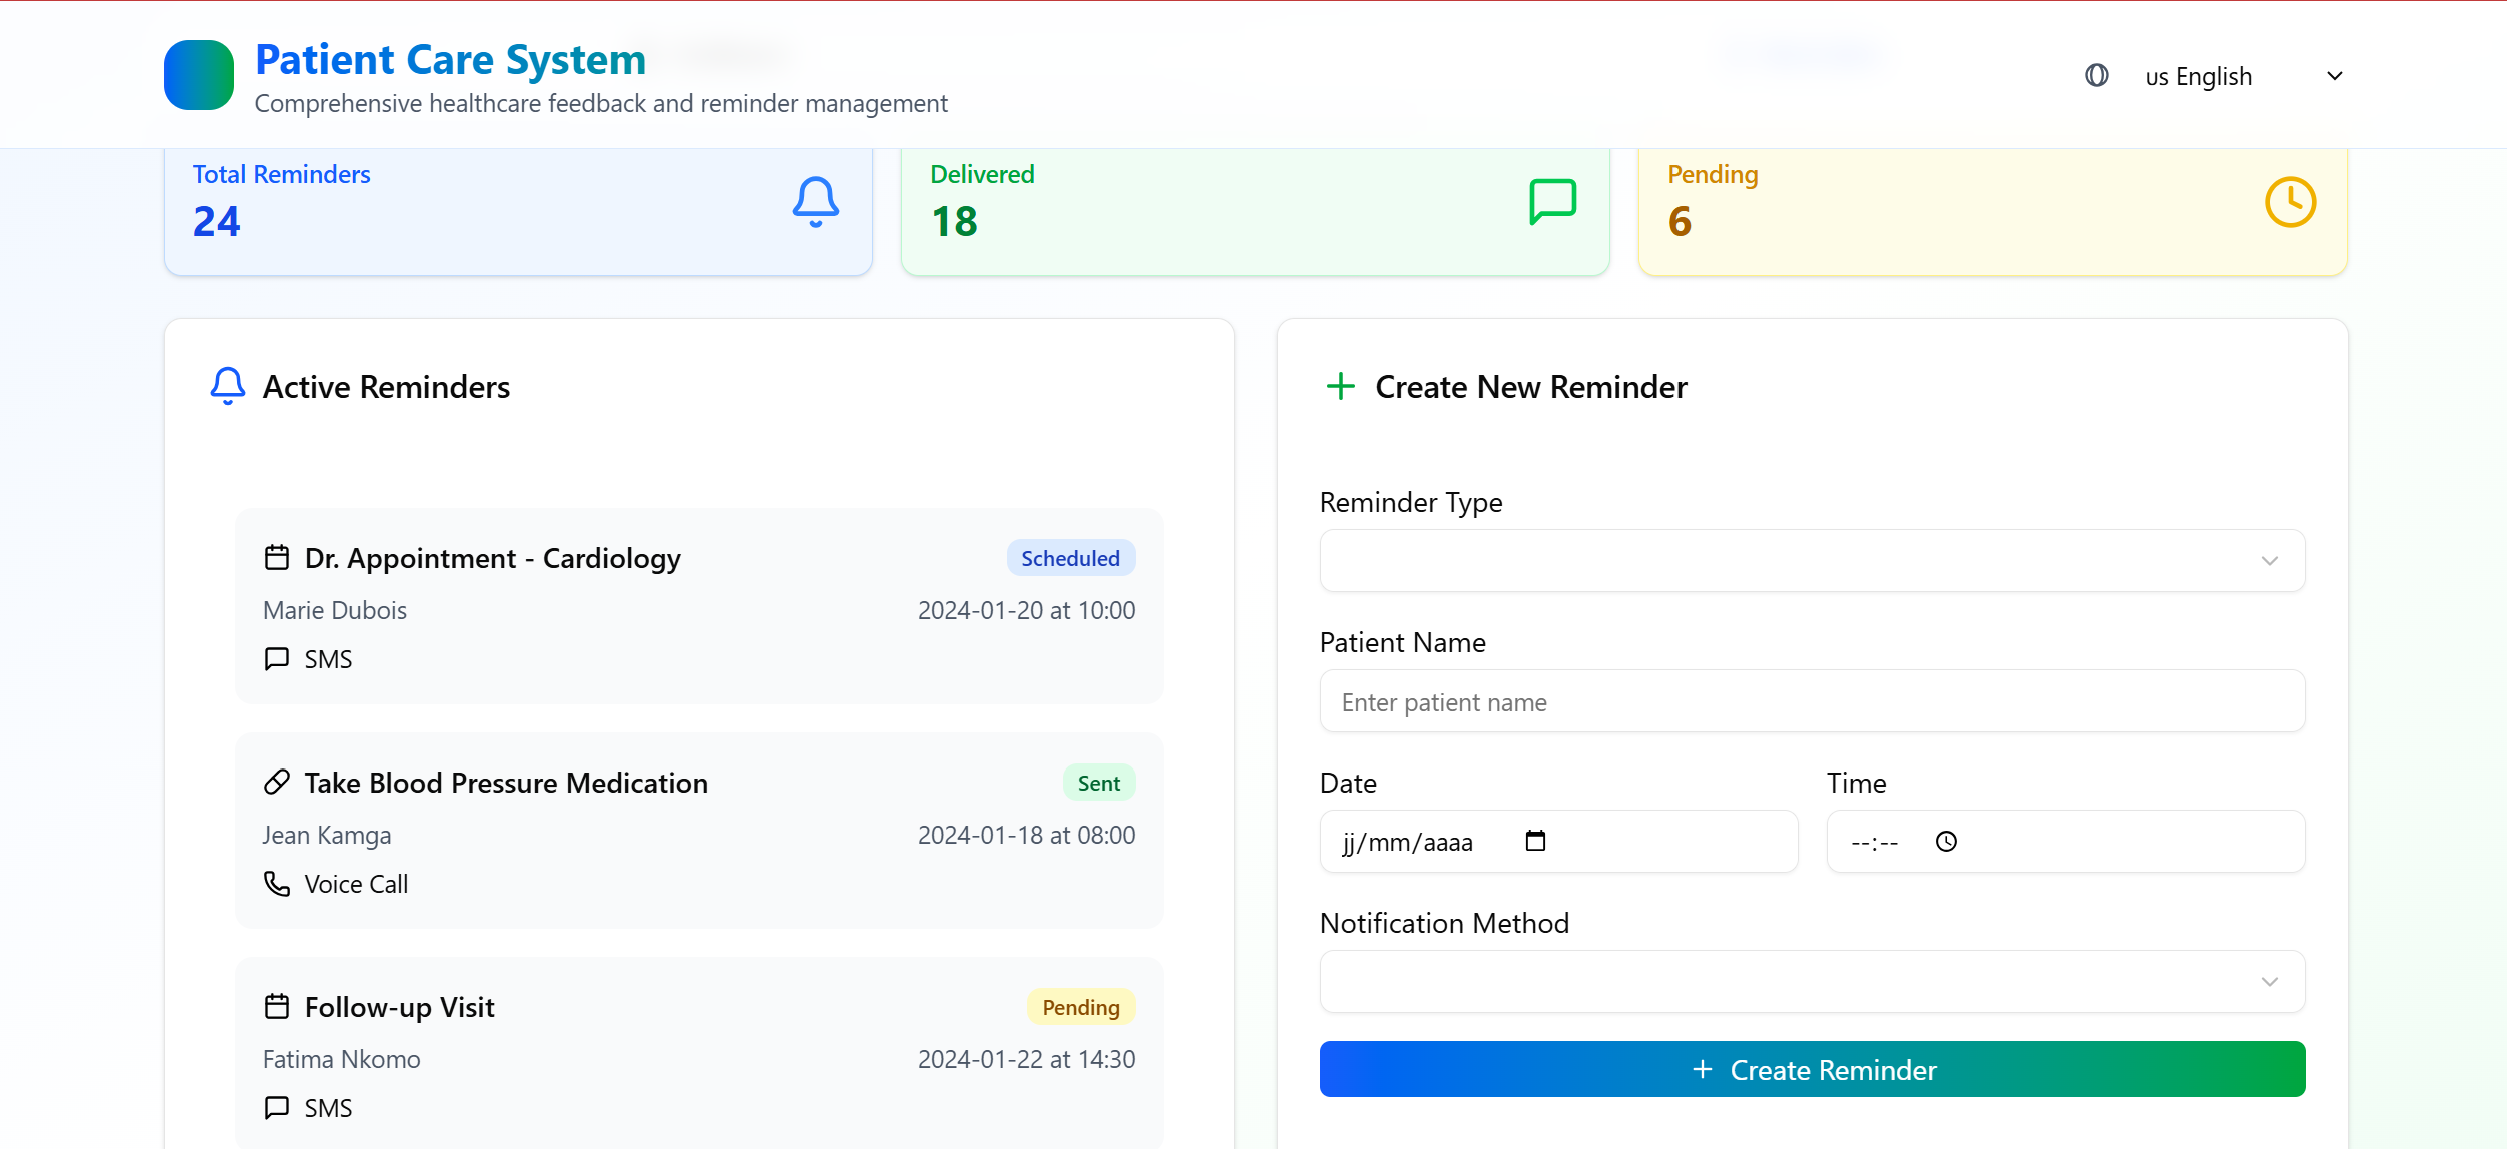 Patient Care System
Comprehensive healthcare feedback and reminder management
us English
Total Reminders
24
Delivered
18
Pending
6
Active Reminders
Dr. Appointment - Cardiology
Scheduled
Marie Dubois
2024-01-20 at 10:00
SMS
Take Blood Pressure Medication
Sent
Jean Kamga
2024-01-18 at 08:00
Voice Call
Follow-up Visit
Pending
Fatima Nkomo
2024-01-22 at 14:30
SMS
Create New Reminder
Reminder Type
Patient Name
Enter patient name
Date
Time
jj/mm/aaaa
--:--
Notification Method
Create Reminder